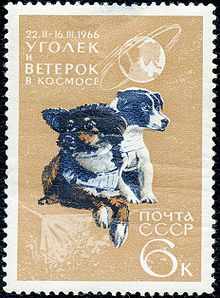 22.II-16.III.1966
УГОЛЕК
И
ВЕТЕРОК
В КОСМОСЕ
ПОЧТА
СССР
6к